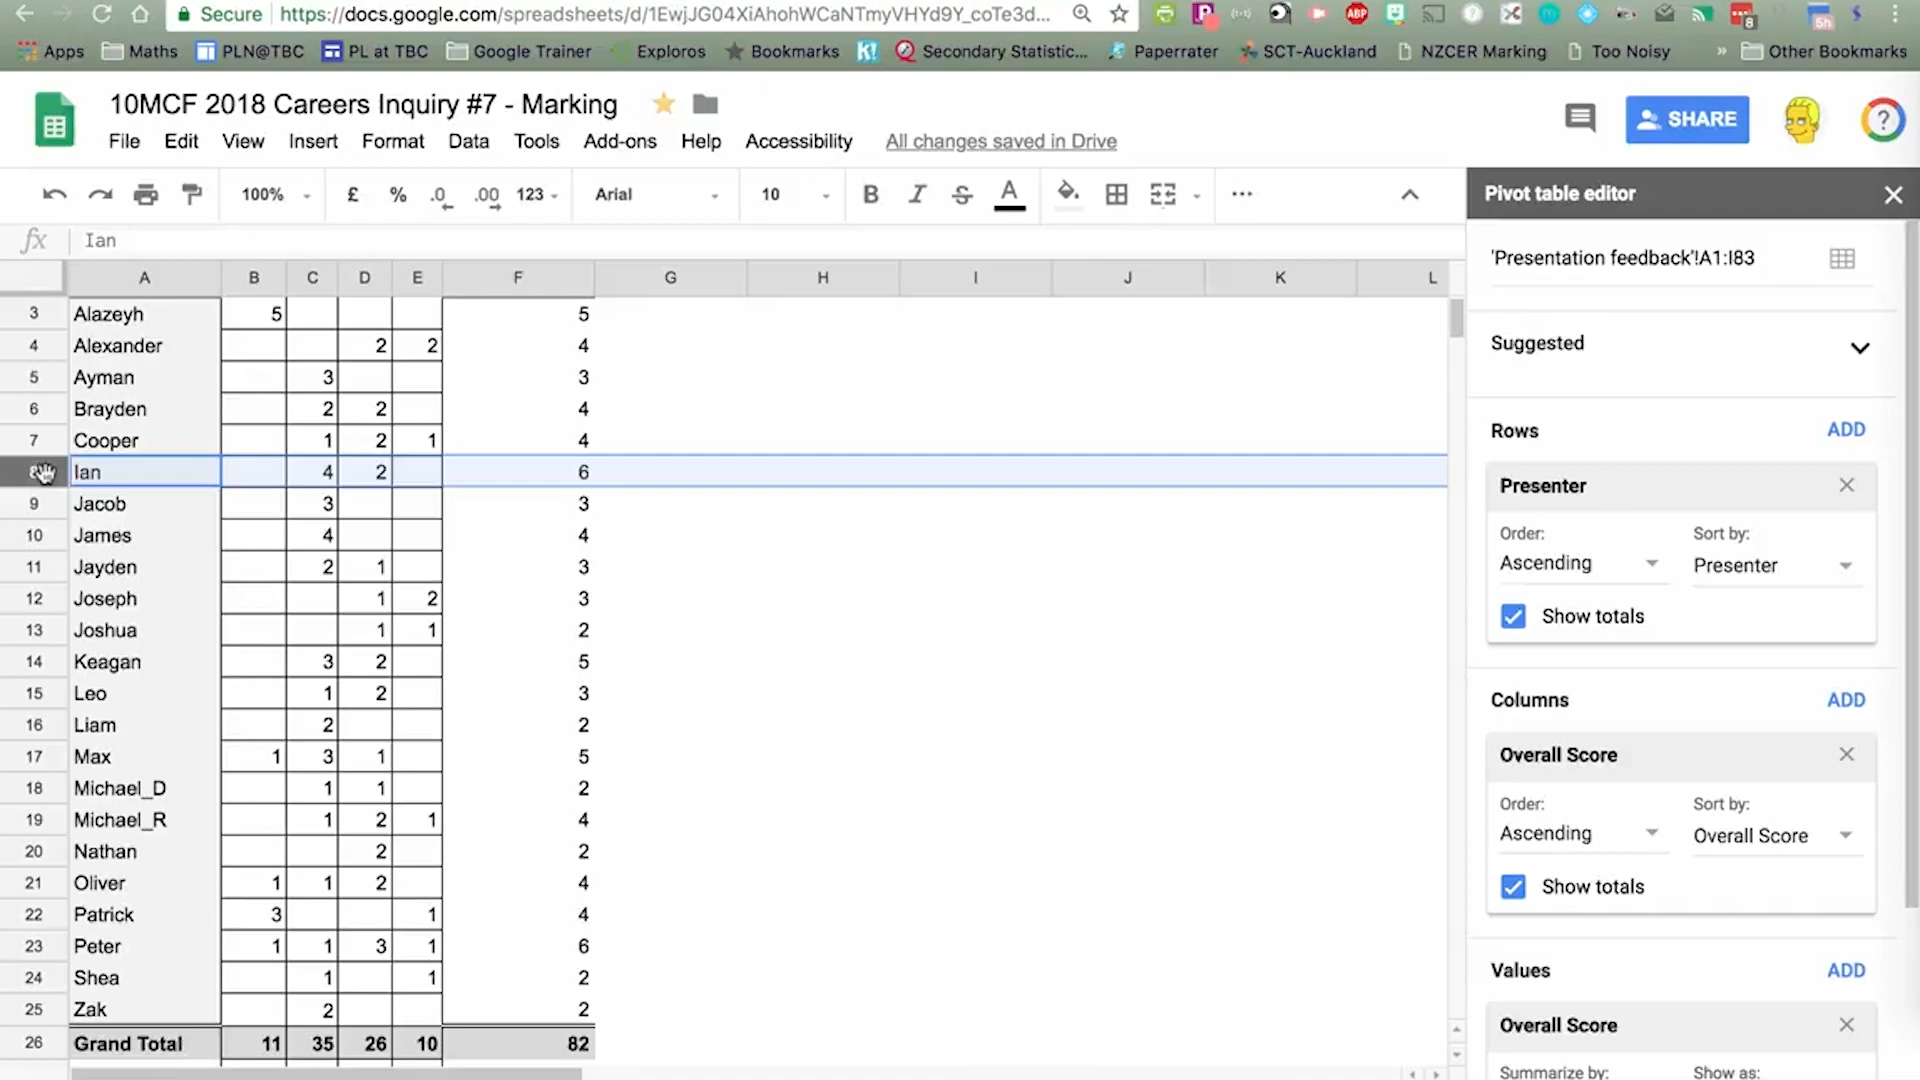 Secure https://docs.google.com/spreadsheets/d/1EwjJG04XiAhohWCaNTmyVHYd9Y_coTe3d...
ABP 8 5h
Apps Maths PLN@TBC PL at TBC Google Trainer Exploros Bookmarks K! Secondary Statistic... Paperrater SCT-Auckland NZCER Marking Too Noisy » Other Bookmarks
10MCF 2018 Careers Inquiry #7 - Marking
SHARE
File Edit View Insert Format Data Tools Add-ons Help Accessibility All changes saved in Drive
100% £ % .0 .00 123 Arial 10 B I S A ...
Pivot table editor
fx Ian
A B C D E F G H I J K L
3 Alazeyh 5 5
4 Alexander 2 2 4
5 Ayman 3 3
6 Brayden 2 2 4
7 Cooper 1 2 1 4
Ian 4 2 6
9 Jacob 3 3
10 James 4 4
11 Jayden 2 1 3
12 Joseph 1 2 3
13 Joshua 1 1 2
14 Keagan 3 2 5
15 Leo 1 2 3
16 Liam 2 2
17 Max 1 3 1 5
18 Michael_D 1 1 2
19 Michael_R 1 2 1 4
20 Nathan 2 2
21 Oliver 1 1 2 4
22 Patrick 3 1 4
23 Peter 1 1 3 1 6
24 Shea 1 1 2
25 Zak 2 2
26 Grand Total 11 35 26 10 82
'Presentation feedback'!A1:I83
Suggested
Rows ADD
Presenter
Order: Sort by:
Ascending Presenter
Show totals
Columns ADD
Overall Score
Order: Sort by:
Ascending Overall Score
Show totals
Values ADD
Overall Score
Summarize by: Show as: